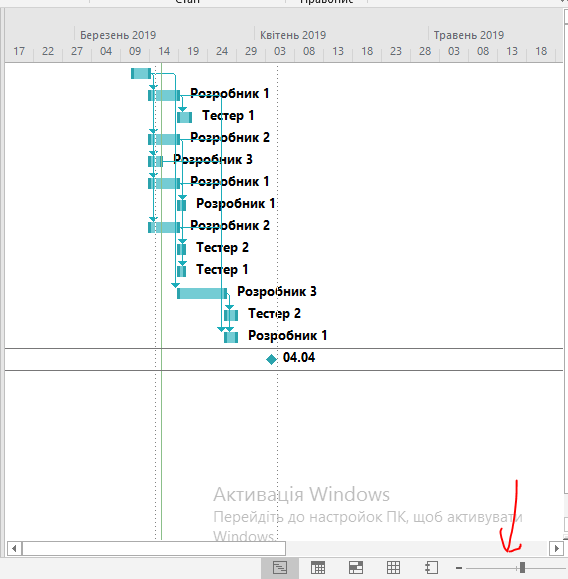 Березень 2019 Квітень 2019 Травень 2019
17 22 27 04 09 14 19 24 29 03 08 13 18 23 28 03 08 13 18
Розробник 1
Тестер 1
Розробник 2
Розробник 3
Розробник 1
Розробник 1
Розробник 2
Тестер 2
Тестер 1
Розробник 3
Тестер 2
Розробник 1
04.04
Активація Windows
Перейдіть до настройок ПК, щоб активувати
Windows.